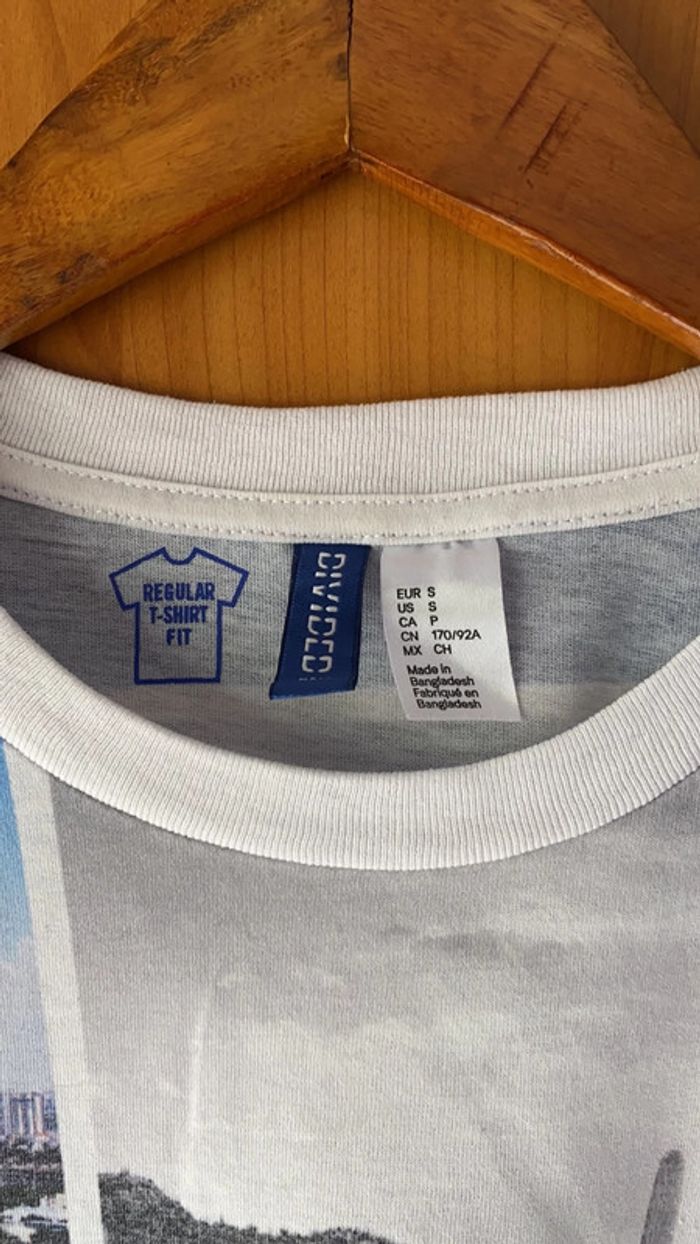 REGULAR
T-SHIRT
FIT
DIVIDED
EUR S
US S
CA P
CN 170/92A
MX CH
Made in
Bangladesh
Fabriqué en
Bangladesh